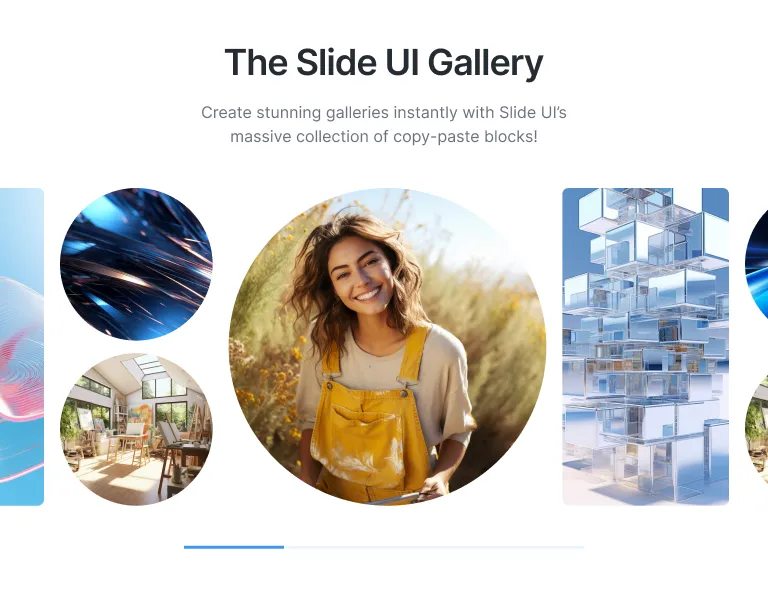 The Slide UI Gallery
Create stunning galleries instantly with Slide UI’s
massive collection of copy-paste blocks!